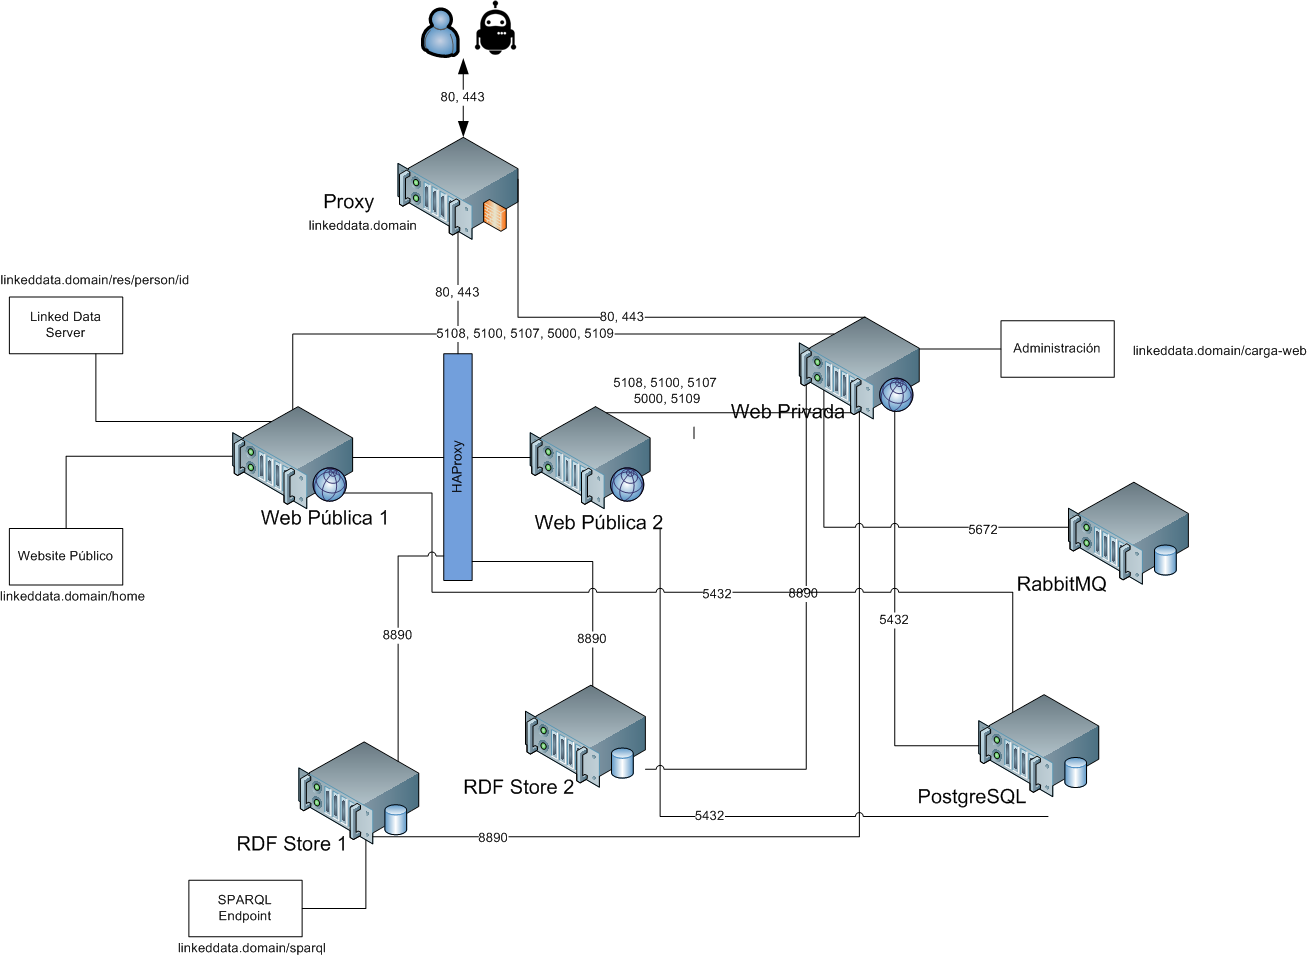 80, 443
Proxy
linkeddata.domain
linkeddata.domain/res/person/id
Linked Data
Server
80, 443
80, 443
5108, 5100, 5107, 5000, 5109
Administración
linkeddata.domain/carga-web
5108, 5100, 5107
5000, 5109
Web Privada
HAProxy
Web Pública 1
Web Pública 2
5672
Website Público
linkeddata.domain/home
RabbitMQ
5432
8890
5432
8890
8890
RDF Store 2
PostgreSQL
5432
RDF Store 1
8890
SPARQL
Endpoint
linkeddata.domain/sparql